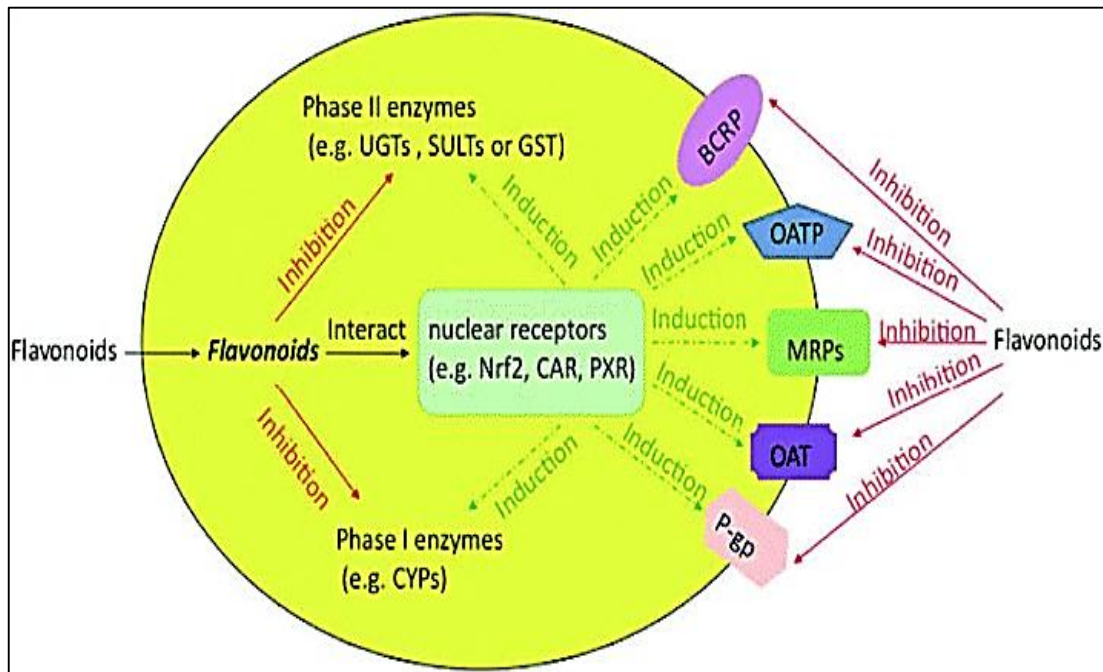 Phase II enzymes
(e.g. UGTs , SULTs or GST)
BCRP
Inhibition
Induction
Induction
Inhibition
OATP
Induction
Inhibition
Flavonoids
Flavonoids
Interact
nuclear receptors
(e.g. Nrf2, CAR, PXR)
Induction
MRPs
Inhibition
Flavonoids
Induction
Inhibition
OAT
Inhibition
Induction
Induction
Inhibition
P-gp
Phase I enzymes
(e.g. CYPs)